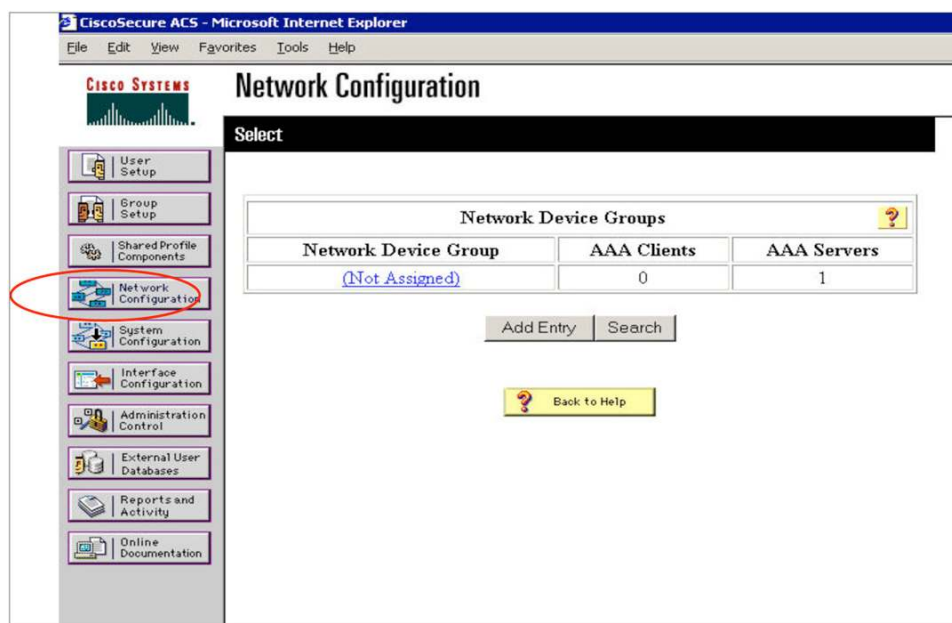 CiscoSecure ACS - Microsoft Internet Explorer
File Edit View Favorites Tools Help
CISCO SYSTEMS
Network Configuration
Select
User
Setup
Group
Setup
Shared Profile
Components
Network
Configuration
System
Configuration
Interface
Configuration
Administration
Control
External User
Databases
Reports and
Activity
Online
Documentation
Network Device Groups ?
Network Device Group AAA Clients AAA Servers
(Not Assigned) 0 1
Add Entry Search
? Back to Help